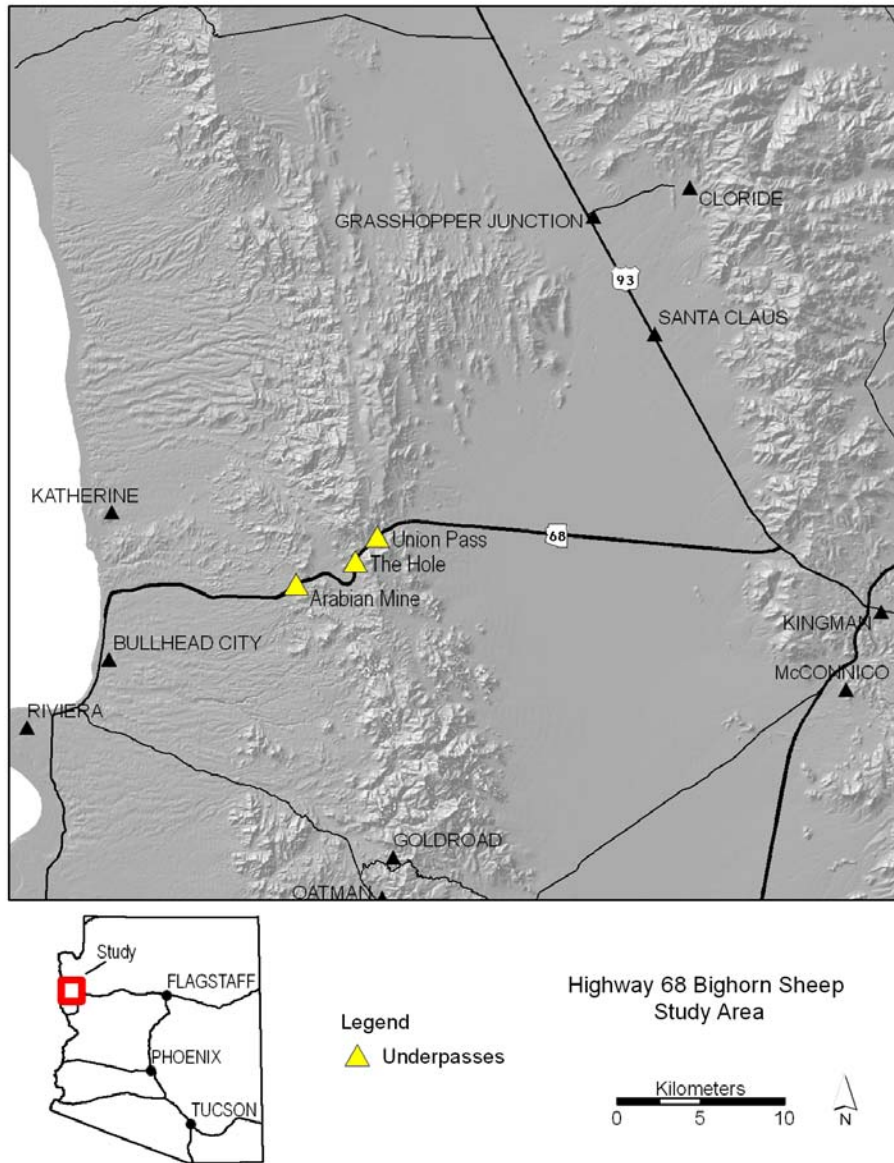 CLORIDE
GRASSHOPPER JUNCTION
93
SANTA CLAUS
KATHERINE
Union Pass
68
The Hole
Arabian Mine
KINGMAN
BULLHEAD CITY
McCONNICO
RIVIERA
GOLDROAD
OATMAN
Study
FLAGSTAFF
PHOENIX
TUCSON
Legend
Underpasses
Highway 68 Bighorn Sheep
Study Area
Kilometers
0 5 10
N